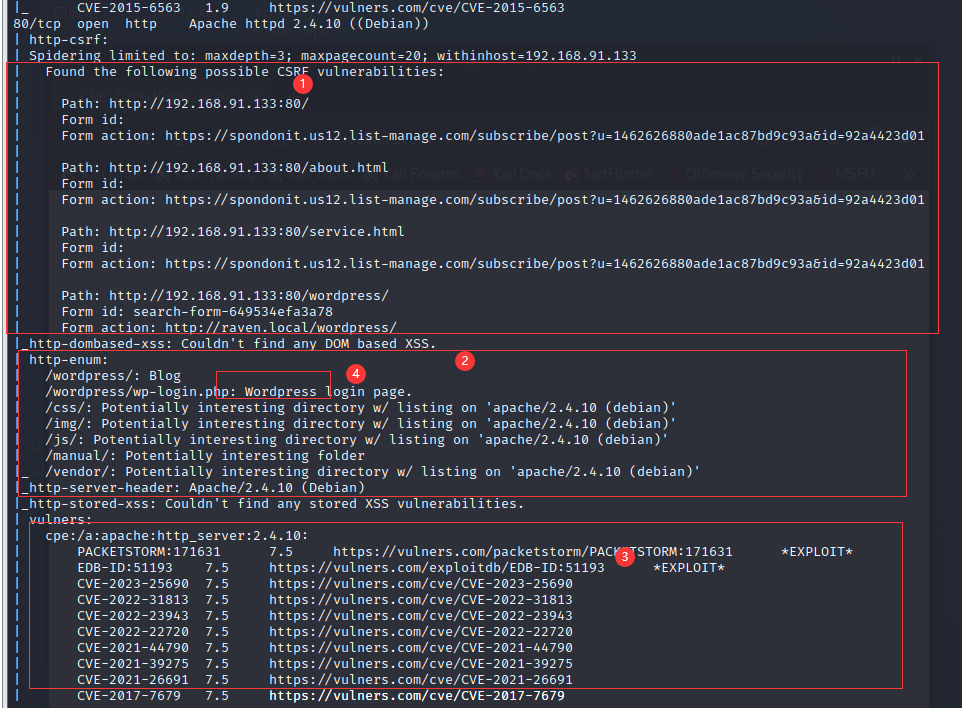 |_    CVE-2015-6563   1.9     https://vulners.com/cve/CVE-2015-6563
80/tcp  open  http    Apache httpd 2.4.10 ((Debian))
| http-csrf:
| Spidering limited to: maxdepth=3; maxpagecount=20; withinhost=192.168.91.133
|   Found the following possible CSRF vulnerabilities:
1
|
|     Path: http://192.168.91.133:80/
|     Form id:
|     Form action: https://spondonit.us12.list-manage.com/subscribe/post?u=1462626880ade1ac87bd9c93a&id=92a4423d01
|
|     Path: http://192.168.91.133:80/about.html
|     Form id:
Kali Forums   Kali Docs   NetHunter   Offensive Security   MSFU
|     Form action: https://spondonit.us12.list-manage.com/subscribe/post?u=1462626880ade1ac87bd9c93a&id=92a4423d01
|
|     Path: http://192.168.91.133:80/service.html
|     Form id:
|     Form action: https://spondonit.us12.list-manage.com/subscribe/post?u=1462626880ade1ac87bd9c93a&id=92a4423d01
|
|     Path: http://192.168.91.133:80/wordpress/
|     Form id: search-form-649534efa3a78
|     Form action: http://raven.local/wordpress/
|_http-dombased-xss: Couldn't find any DOM based XSS.
| http-enum:
2
|   /wordpress/: Blog
4
|   /wordpress/wp-login.php: Wordpress login page.
|   /css/: Potentially interesting directory w/ listing on 'apache/2.4.10 (debian)'
|   /img/: Potentially interesting directory w/ listing on 'apache/2.4.10 (debian)'
|   /js/: Potentially interesting directory w/ listing on 'apache/2.4.10 (debian)'
|   /manual/: Potentially interesting folder
|_  /vendor/: Potentially interesting directory w/ listing on 'apache/2.4.10 (debian)'
|_http-server-header: Apache/2.4.10 (Debian)
|_http-stored-xss: Couldn't find any stored XSS vulnerabilities.
| vulners:
|   cpe:/a:apache:http_server:2.4.10:
|       PACKETSTORM:171631      7.5     https://vulners.com/packetstorm/PACKETSTORM:171631      *EXPLOIT*
3
|       EDB-ID:51193    7.5     https://vulners.com/exploitdb/EDB-ID:51193      *EXPLOIT*
|       CVE-2023-25690  7.5     https://vulners.com/cve/CVE-2023-25690
|       CVE-2022-31813  7.5     https://vulners.com/cve/CVE-2022-31813
|       CVE-2022-23943  7.5     https://vulners.com/cve/CVE-2022-23943
|       CVE-2022-22720  7.5     https://vulners.com/cve/CVE-2022-22720
|       CVE-2021-44790  7.5     https://vulners.com/cve/CVE-2021-44790
|       CVE-2021-39275  7.5     https://vulners.com/cve/CVE-2021-39275
|       CVE-2021-26691  7.5     https://vulners.com/cve/CVE-2021-26691
|       CVE-2017-7679   7.5     https://vulners.com/cve/CVE-2017-7679